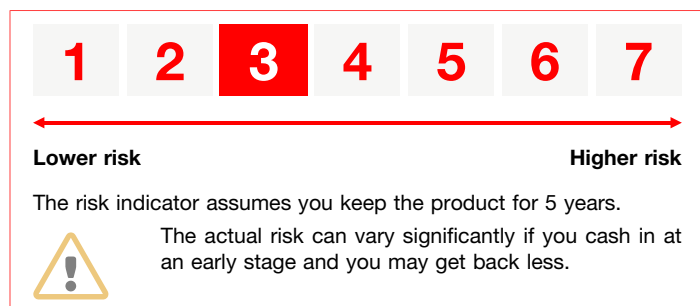 1 2 3 4 5 6 7
Lower risk Higher risk
The risk indicator assumes you keep the product for 5 years.
The actual risk can vary significantly if you cash in at
an early stage and you may get back less.